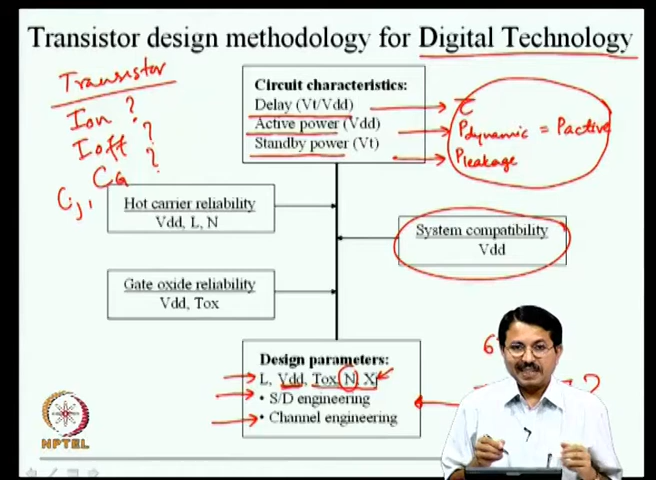 Transistor design methodology for Digital Technology
Transistor
Ion ?
Ioff ?
CG ?
Cj,
Circuit characteristics:
Delay (Vt/Vdd)
Active power (Vdd)
Standby power (Vt)
τ
Pdynamic = Pactive
Pleakage
Hot carrier reliability
Vdd, L, N
System compatibility
Vdd
Gate oxide reliability
Vdd, Tox
Design parameters:
L, Vdd, Tox, N, Xj
• S/D engineering
• Channel engineering
6
?
NPTEL